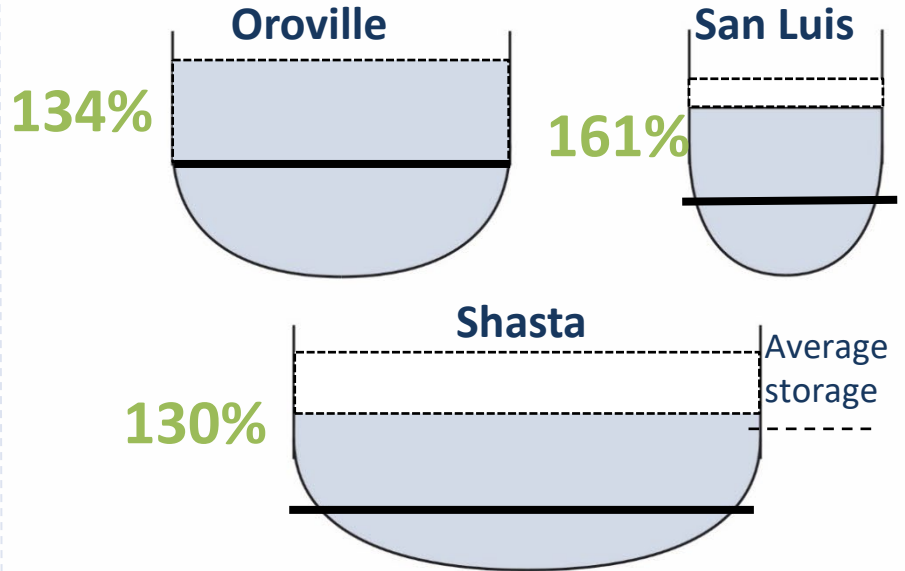 Oroville
134%
San Luis
161%
Shasta
130%
Average
storage